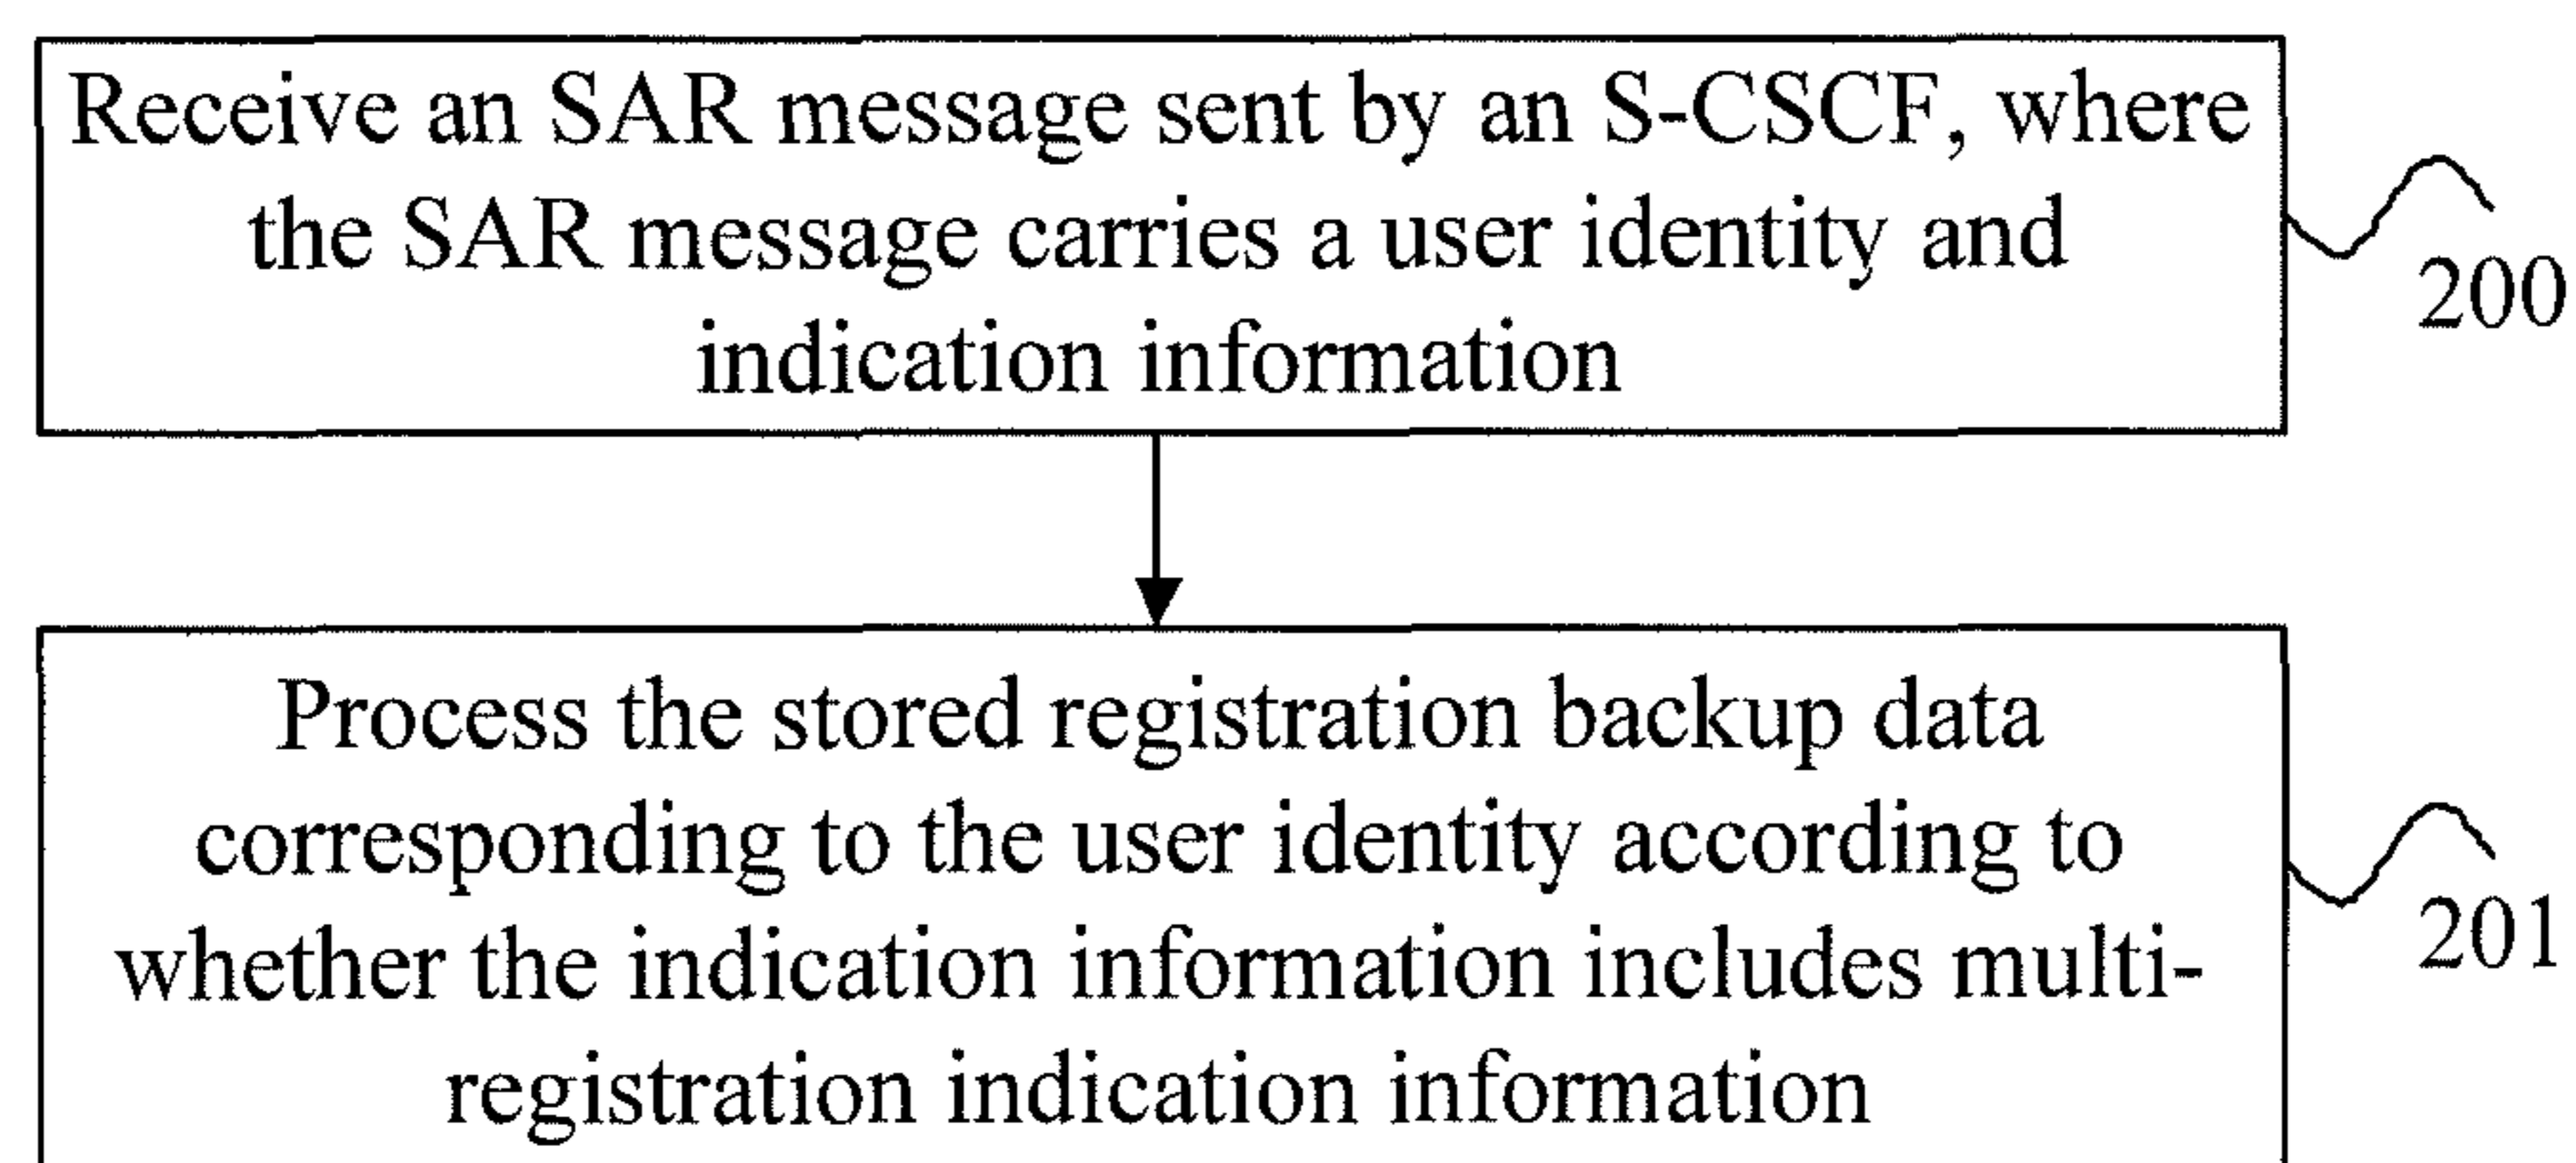 Receive an SAR message sent by an S-CSCF, where
the SAR message carries a user identity and
indication information
200
Process the stored registration backup data
corresponding to the user identity according to
whether the indication information includes multi-
registration indication information
201